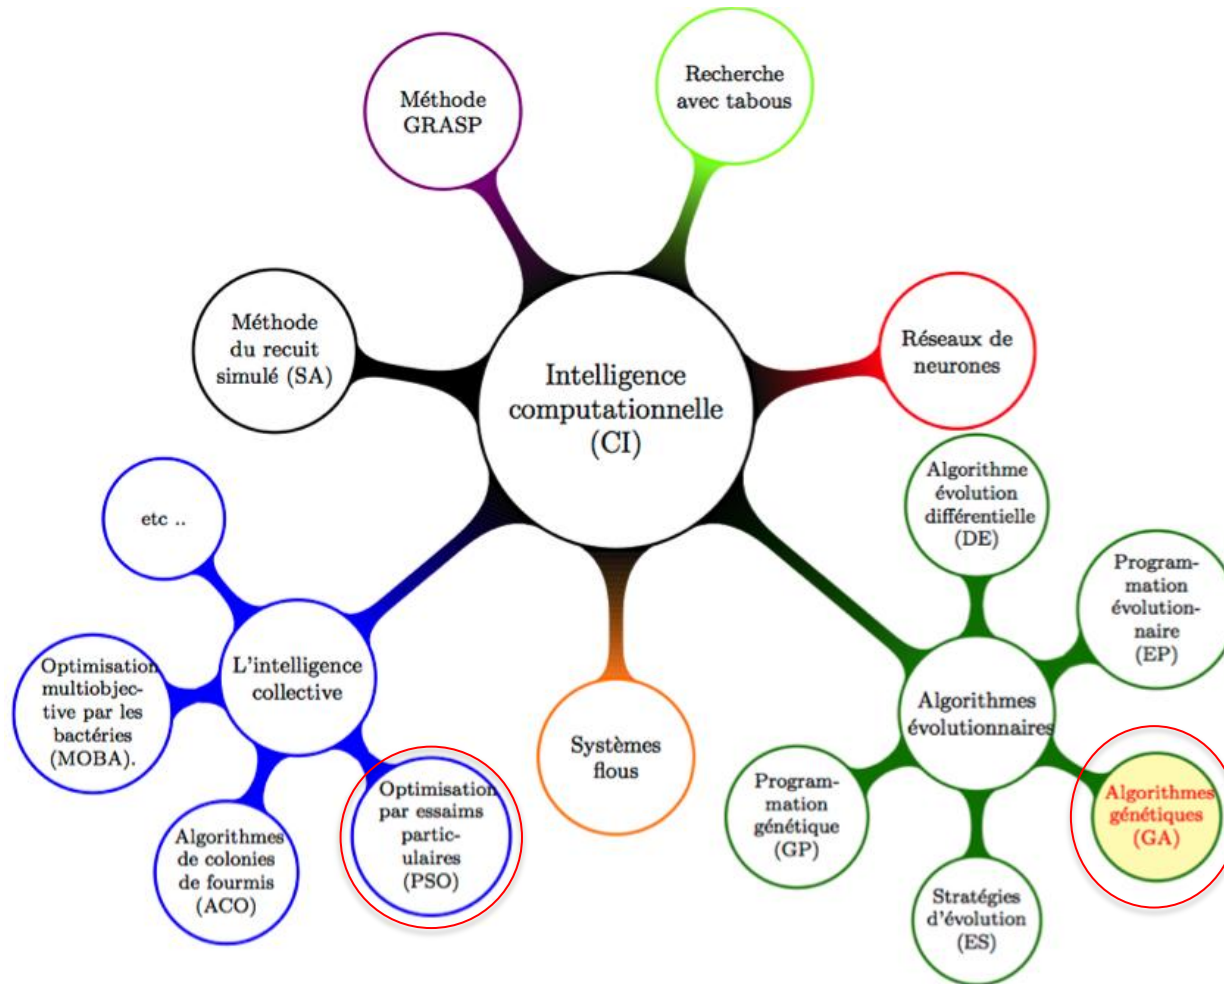 Méthode
GRASP
Recherche
avec tabous
Méthode
du recuit
simulé (SA)
Intelligence
computationnelle
(CI)
Réseaux de
neurones
etc ..
L'intelligence
collective
Optimisation
multiobjec-
tive par les
bactéries
(MOBA).
Algorithmes
de colonies
de fourmis
(ACO)
Optimisation
par essaims
partic-
ulaires
(PSO)
Systèmes
flous
Algorithme
évolution
différentielle
(DE)
Program-
mation
évolution-
naire
(EP)
Algorithmes
évolutionnaires
Program-
mation
génétique
(GP)
Stratégies
d'évolution
(ES)
Algorithmes
génétiques
(GA)